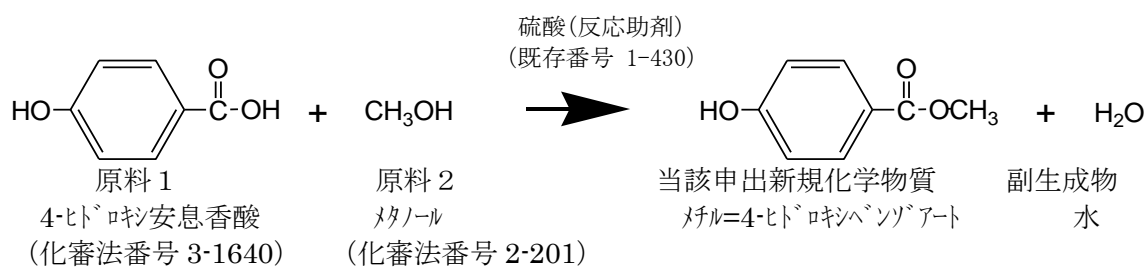 硫酸(反応助剤)
(既存番号 1-430)
HO C O OH + CH₃OH HO C O OCH₃ + H₂O
原料1 原料2 当該申出新規化学物質 副生成物
4-ﾋﾄﾞﾛｷｼ安息香酸 ﾒﾀﾉｰﾙ ﾒﾁﾙ=4-ﾋﾄﾞﾛｷｼﾍﾞﾝｿﾞｱｰﾄ 水
(化審法番号 3-1640) (化審法番号 2-201)